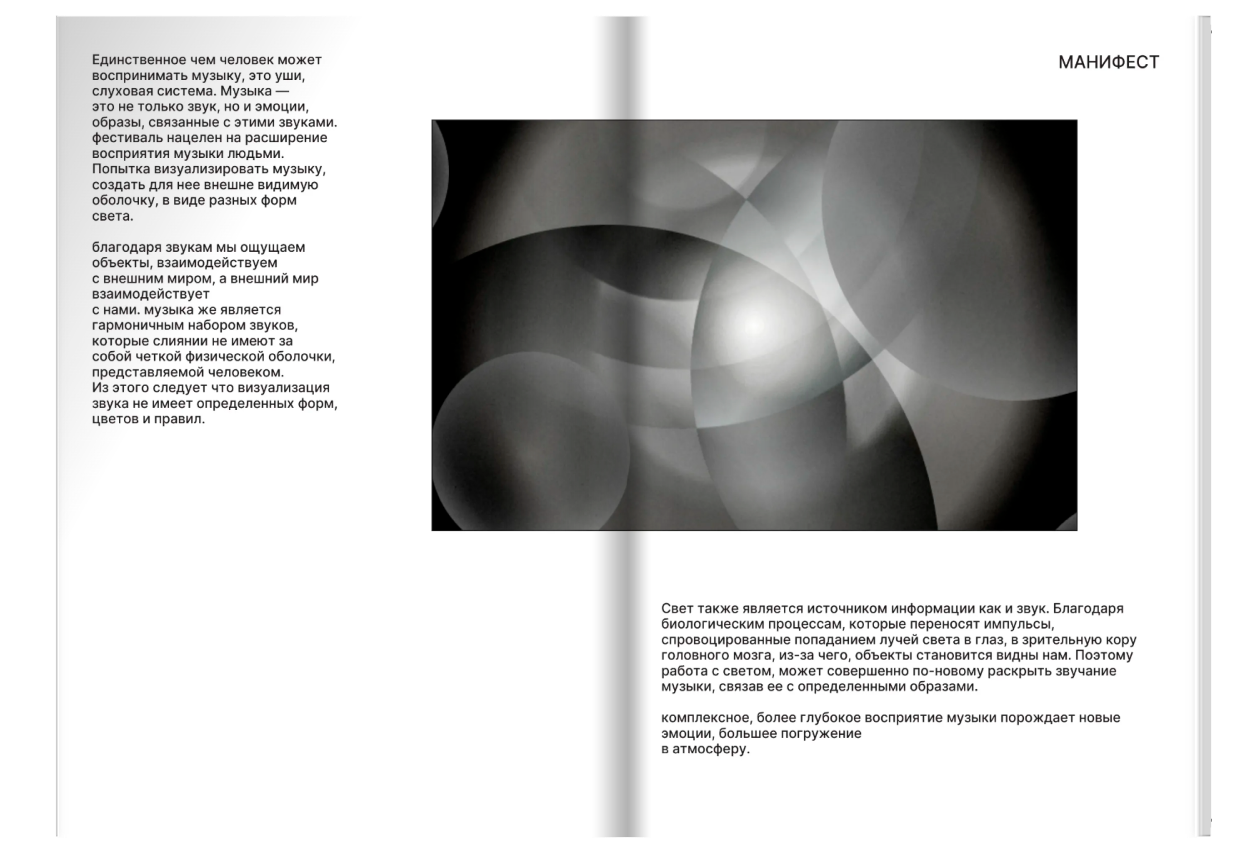 Единственное чем человек может
воспринимать музыку, это уши,
слуховая система. Музыка —
это не только звук, но и эмоции,
образы, связанные с этими звуками.
фестиваль нацелен на расширение
восприятия музыки людьми.
Попытка визуализировать музыку,
создать для нее внешне видимую
оболочку, в виде разных форм
света.

благодаря звукам мы ощущаем
объекты, взаимодействуем
с внешним миром, а внешний мир
взаимодействует
с нами. музыка же является
гармоничным набором звуков,
которые слиянии не имеют за
собой четкой физической оболочки,
представляемой человеком.
Из этого следует что визуализация
звука не имеет определенных форм,
цветов и правил.

МАНИФЕСТ

Свет также является источником информации как и звук. Благодаря
биологическим процессам, которые переносят импульсы,
спровоцированные попаданием лучей света в глаз, в зрительную кору
головного мозга, из-за чего, объекты становится видны нам. Поэтому
работа с светом, может совершенно по-новому раскрыть звучание
музыки, связав ее с определенными образами.

комплексное, более глубокое восприятие музыки порождает новые
эмоции, большее погружение
в атмосферу.